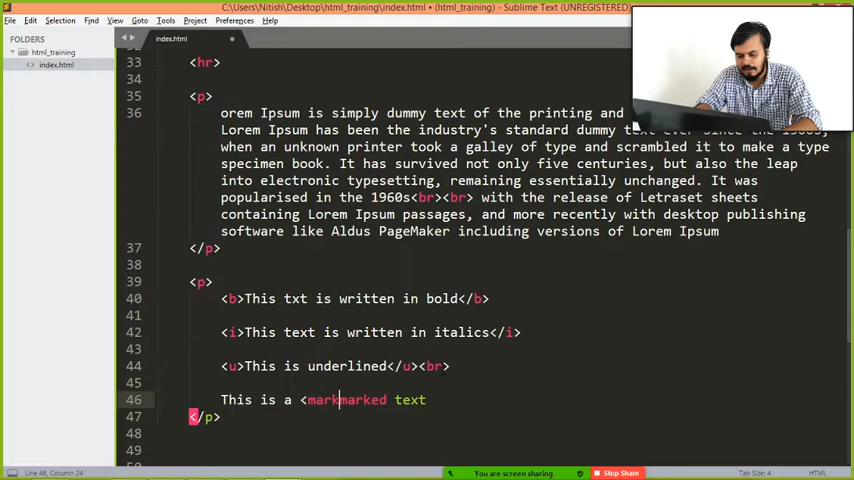 C:\Users\Nitish\Desktop\html_training\index.html • (html_training) - Sublime Text (UNREGISTERED)
File Edit Selection Find View Goto Tools Project Preferences Help
FOLDERS
html_training
<> index.html
index.html
33 <hr>
34
35 <p>
36 orem Ipsum is simply dummy text of the printing and
Lorem Ipsum has been the industry's standard dummy text ever since the 1500s,
when an unknown printer took a galley of type and scrambled it to make a type
specimen book. It has survived not only five centuries, but also the leap
into electronic typesetting, remaining essentially unchanged. It was
popularised in the 1960s<br><br> with the release of Letraset sheets
containing Lorem Ipsum passages, and more recently with desktop publishing
software like Aldus PageMaker including versions of Lorem Ipsum
37 </p>
38
39 <p>
40 <b>This txt is written in bold</b>
41
42 <i>This text is written in italics</i>
43
44 <u>This is underlined</u><br>
45
46 This is a <markmarked text
47 </p>
48
49
Line 46, Column 24
You are screen sharing
Stop Share
Tab Size: 4
HTML